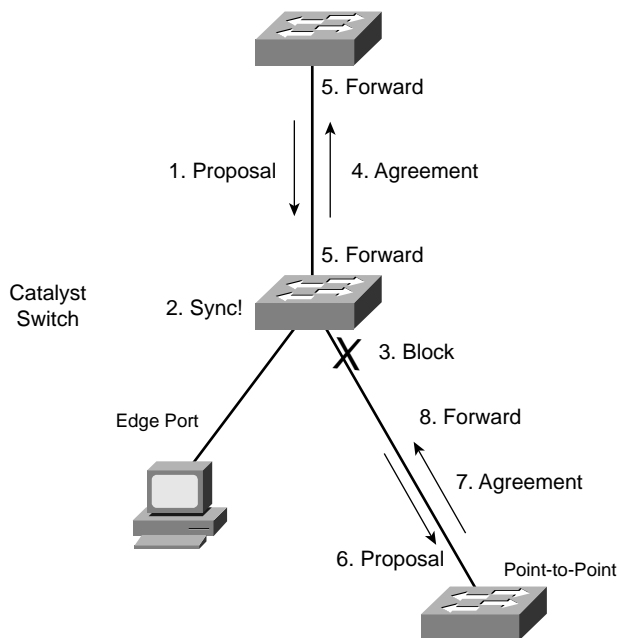 5. Forward
1. Proposal
4. Agreement
5. Forward
Catalyst
Switch
2. Sync!
3. Block
Edge Port
8. Forward
7. Agreement
6. Proposal
Point-to-Point